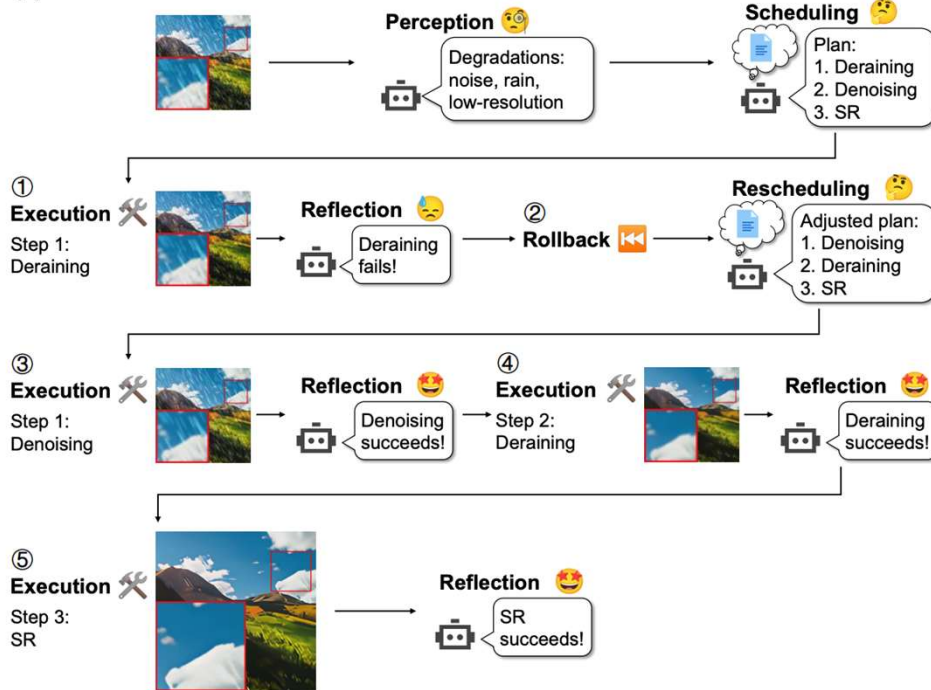 Perception
Degradations:
noise, rain,
low-resolution
Scheduling
Plan:
1. Deraining
2. Denoising
3. SR
①
Execution
Step 1:
Deraining
Reflection
Deraining
fails!
②
Rollback
Rescheduling
Adjusted plan:
1. Denoising
2. Deraining
3. SR
③
Execution
Step 1:
Denoising
Reflection
Denoising
succeeds!
④
Execution
Step 2:
Deraining
Reflection
Deraining
succeeds!
⑤
Execution
Step 3:
SR
Reflection
SR
succeeds!